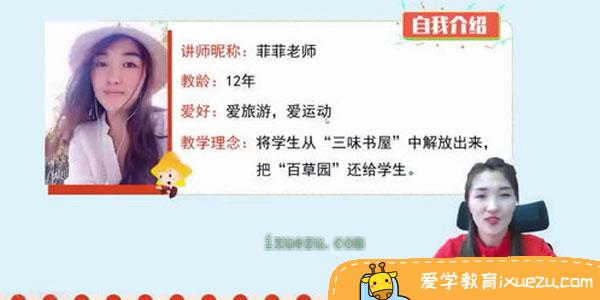 自我介绍
讲师昵称：菲菲老师
教龄：12年
爱好：爱旅游，爱运动
教学理念：将学生从“三味书屋”中解放出来，
把“百草园”还给学生。
ixuezu.com
爱学教育ixuezu.com